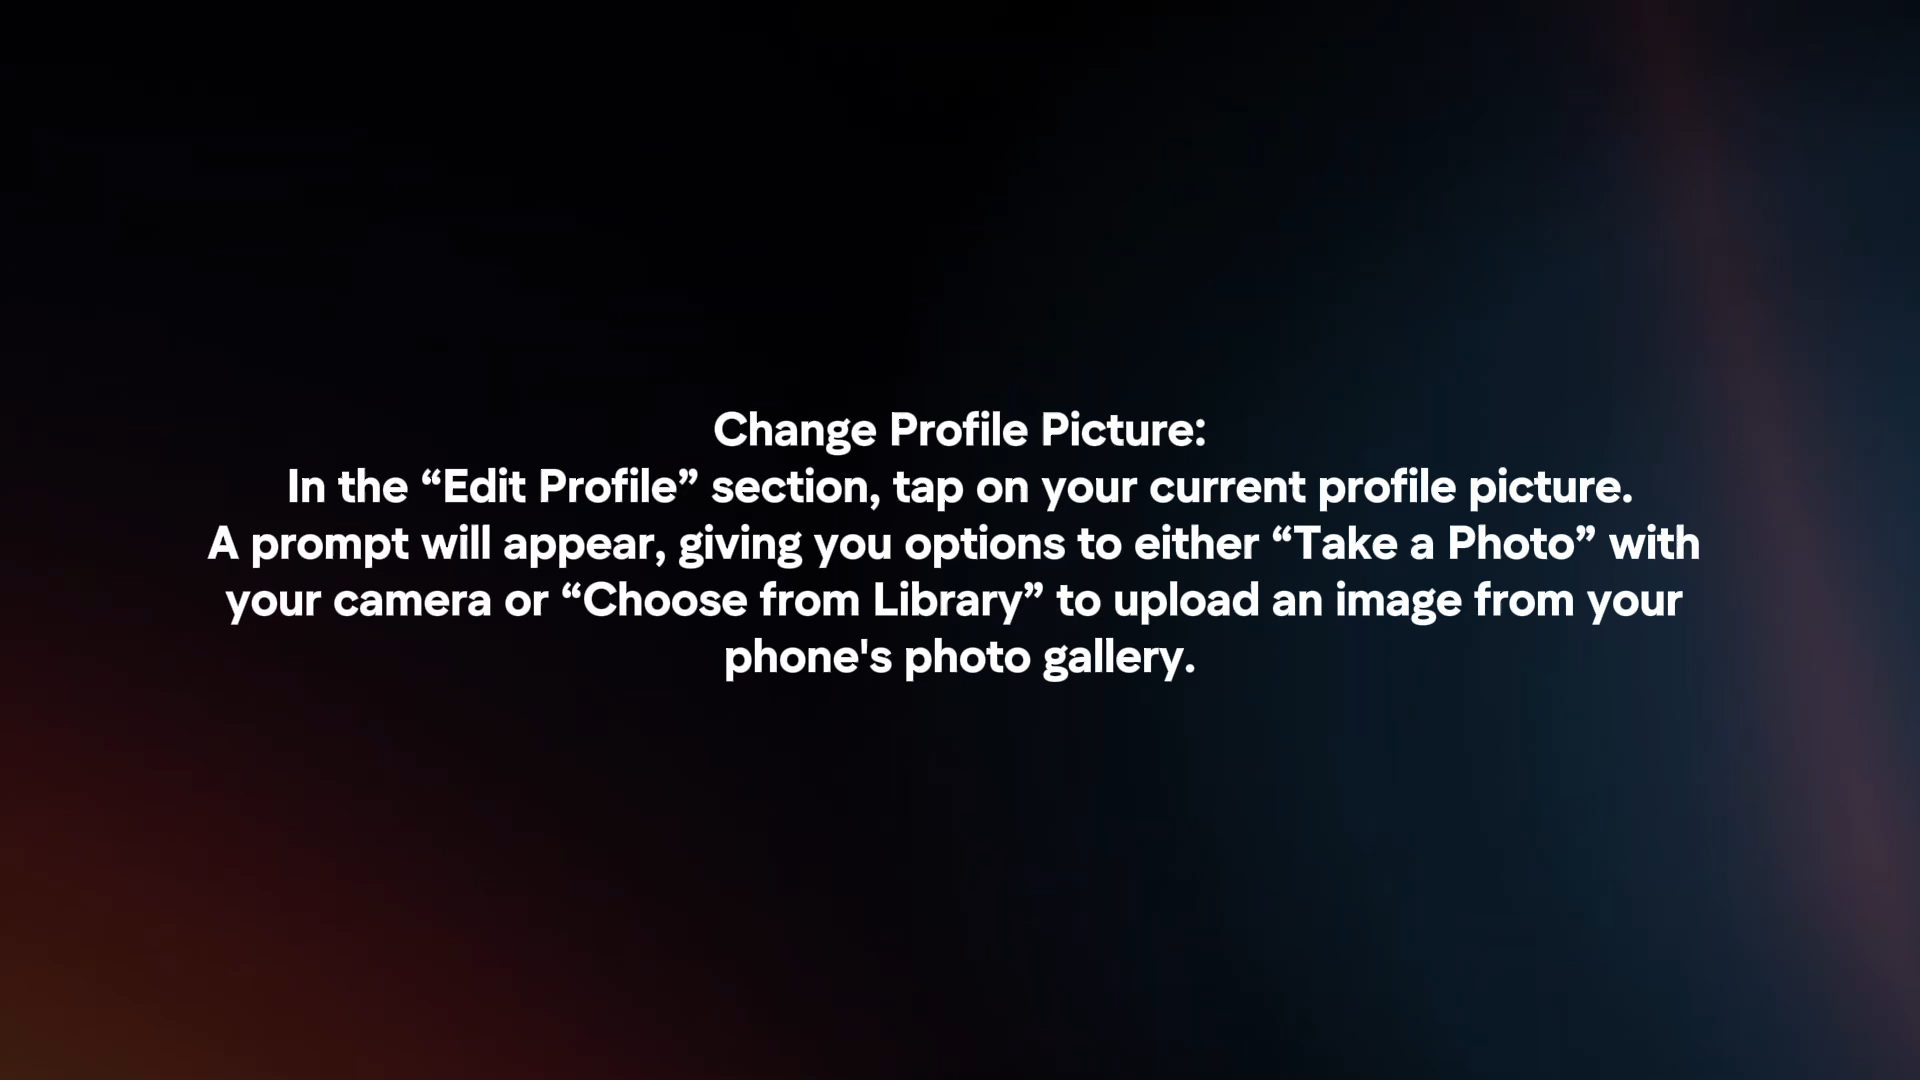 Change Profile Picture:
In the “Edit Profile” section, tap on your current profile picture.
A prompt will appear, giving you options to either “Take a Photo” with
your camera or “Choose from Library” to upload an image from your
phone's photo gallery.